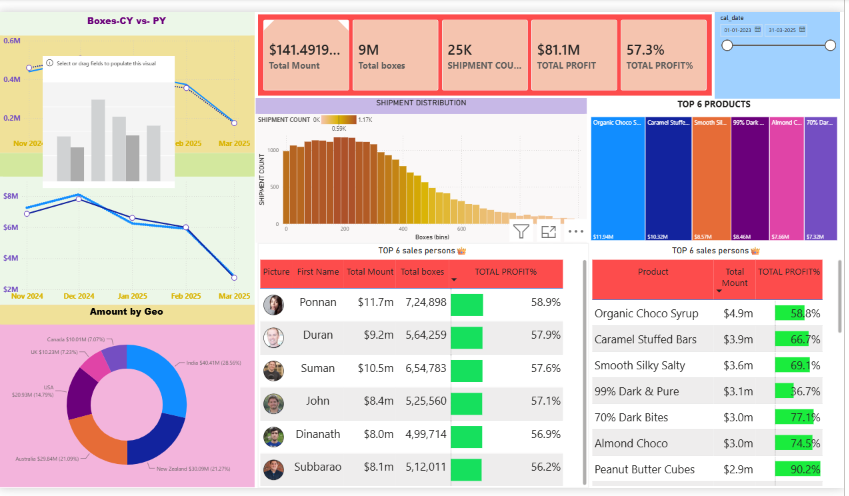 Boxes-CY vs- PY
0.6M
0.4M
0.2M
Select or drag fields to populate this visual
Nov 2024
eb 2025
Mar 2025
$8M
$6M
$4M
$2M
Nov 2024 Dec 2024 Jan 2025 Feb 2025 Mar 2025
Amount by Geo
Canada $10.01M (7.07%)
UK $10.23M (7.23%)
USA
$20.93M (14.79%)
Australia $29.84M (21.09%)
India $40.41M (28.56%)
New Zealand $30.09M (21.27%)
$141.4919...
Total Mount
9M
Total boxes
25K
SHIPMENT COU...
$81.1M
TOTAL PROFIT
57.3%
TOTAL PROFIT%
cal_date
01-01-2023 31-03-2025
SHIPMENT DISTRIBUTION
SHIPMENT COUNT 0K 1.17K
0.59K
SHIPMENT COUNT
1000
500
0
0 200 400 600
Boxes (bins)
TOP 6 PRODUCTS
Organic Choco S... Caramel Stuffe... Smooth Sil... 99% Dark ... Almond C... 70% Dar...
$11.94M $10.32M $8.57M $8.46M $7.66M $7.32M
TOP 6 sales persons
Picture First Name Total Mount Total boxes TOTAL PROFIT%
Ponnan $11.7m 7,24,898 58.9%
Duran $9.2m 5,64,259 57.9%
Suman $10.5m 6,54,783 57.6%
John $8.4m 5,25,560 57.1%
Dinanath $8.0m 4,99,714 56.9%
Subbarao $8.1m 5,12,011 56.2%
TOP 6 sales persons
Product Total Mount TOTAL PROFIT%
Organic Choco Syrup $4.9m 58.8%
Caramel Stuffed Bars $3.9m 66.7%
Smooth Silky Salty $3.6m 69.1%
99% Dark & Pure $3.1m 36.7%
70% Dark Bites $3.0m 77.1%
Almond Choco $3.0m 74.5%
Peanut Butter Cubes $2.9m 90.2%